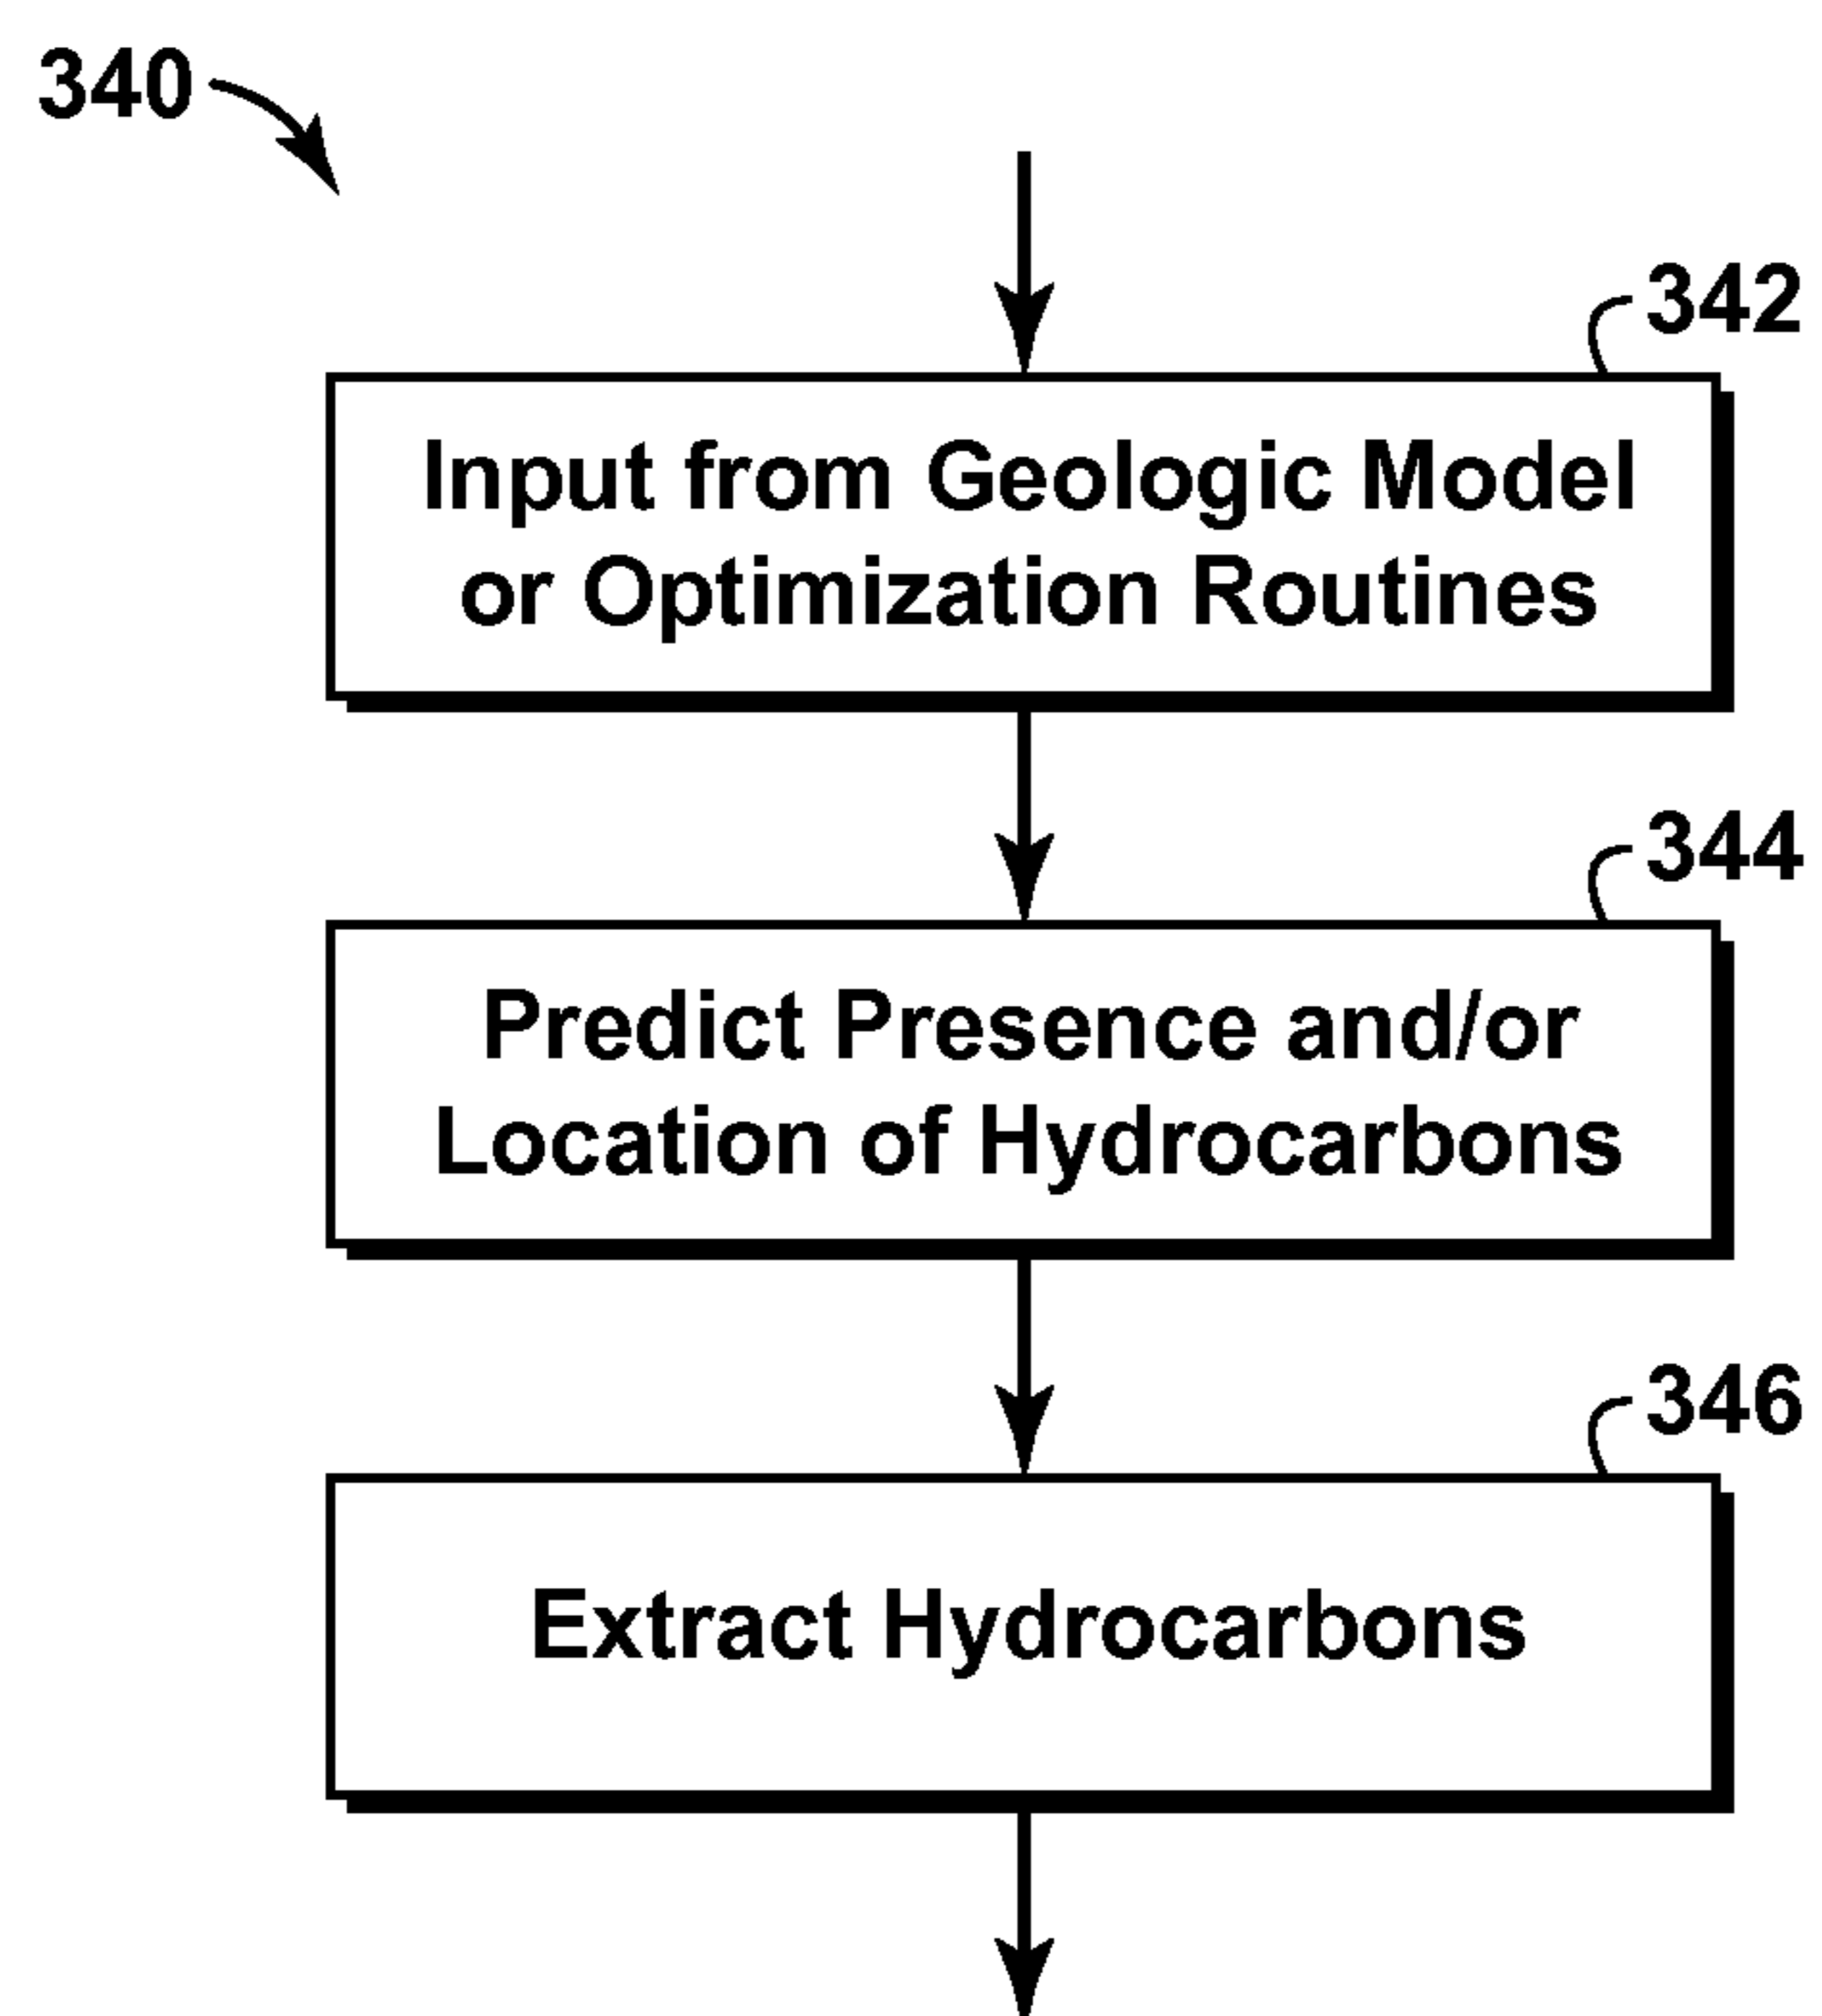 340
342
Input from Geologic Model
or Optimization Routines
344
Predict Presence and/or
Location of Hydrocarbons
346
Extract Hydrocarbons